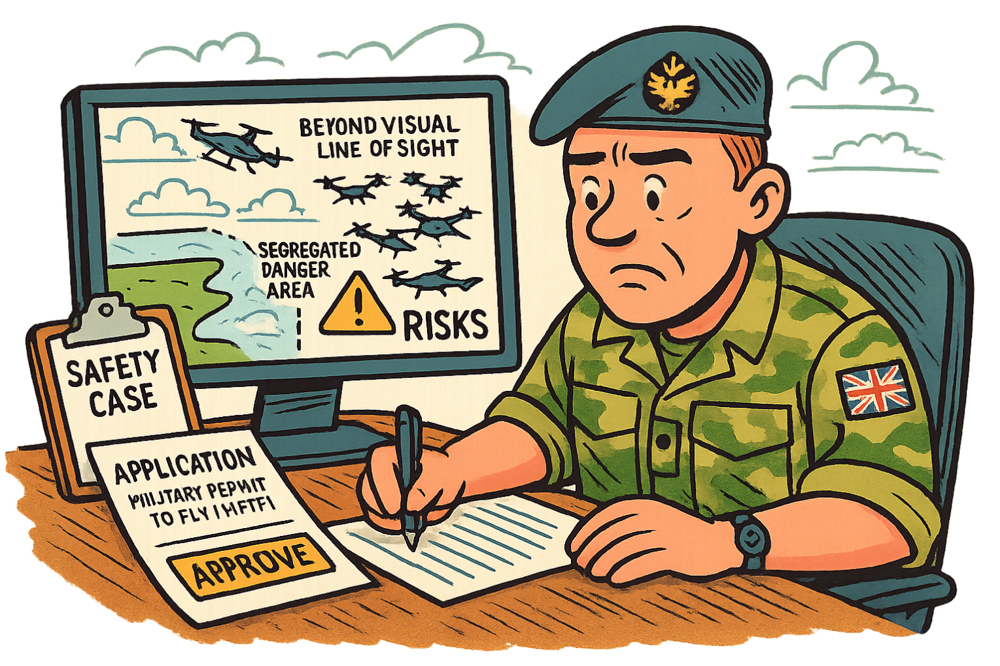 BEYOND VISUAL
LINE OF SIGHT
SEGREGATED
DANGER
AREA
RISKS
SAFETY
CASE
APPLICATION
TO FLY
APPROVE